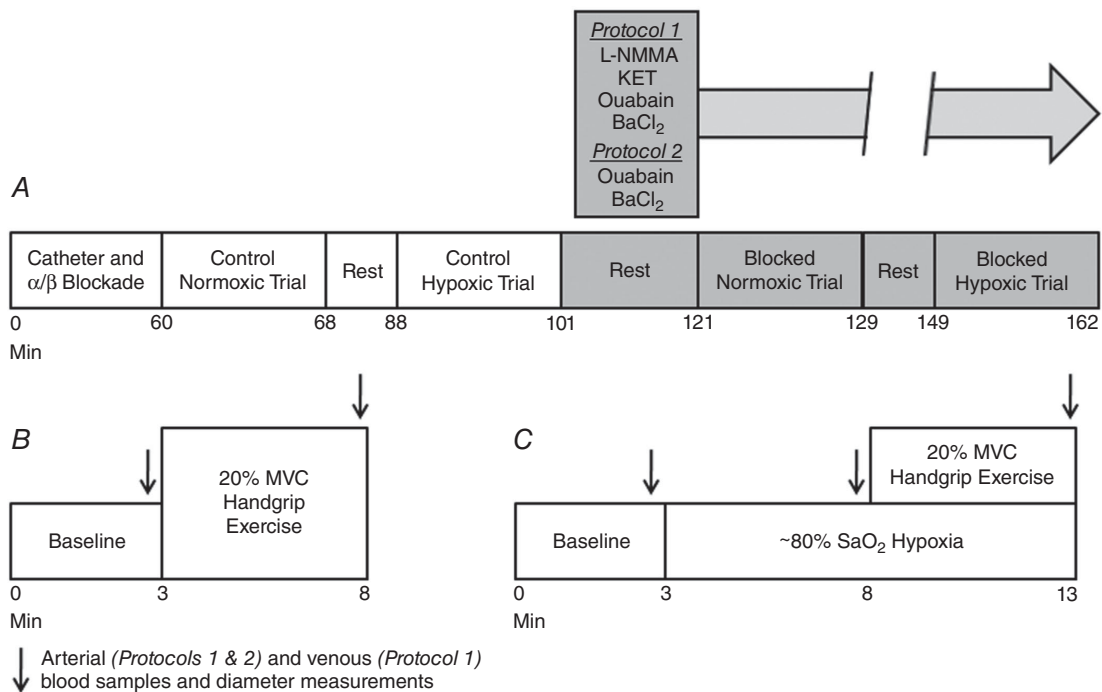 Protocol 1
L-NMMA
KET
Ouabain
BaCl₂
Protocol 2
Ouabain
BaCl₂
A
Catheter and
α/β Blockade
Control
Normoxic Trial
Rest
Control
Hypoxic Trial
Rest
Blocked
Normoxic Trial
Rest
Blocked
Hypoxic Trial
0 60 68 88 101 121 129 149 162
Min
B
20% MVC
Handgrip
Exercise
Baseline
0 3 8
Min
C
20% MVC
Handgrip Exercise
Baseline
~80% SaO₂ Hypoxia
0 3 8 13
Min
Arterial (Protocols 1 & 2) and venous (Protocol 1)
blood samples and diameter measurements